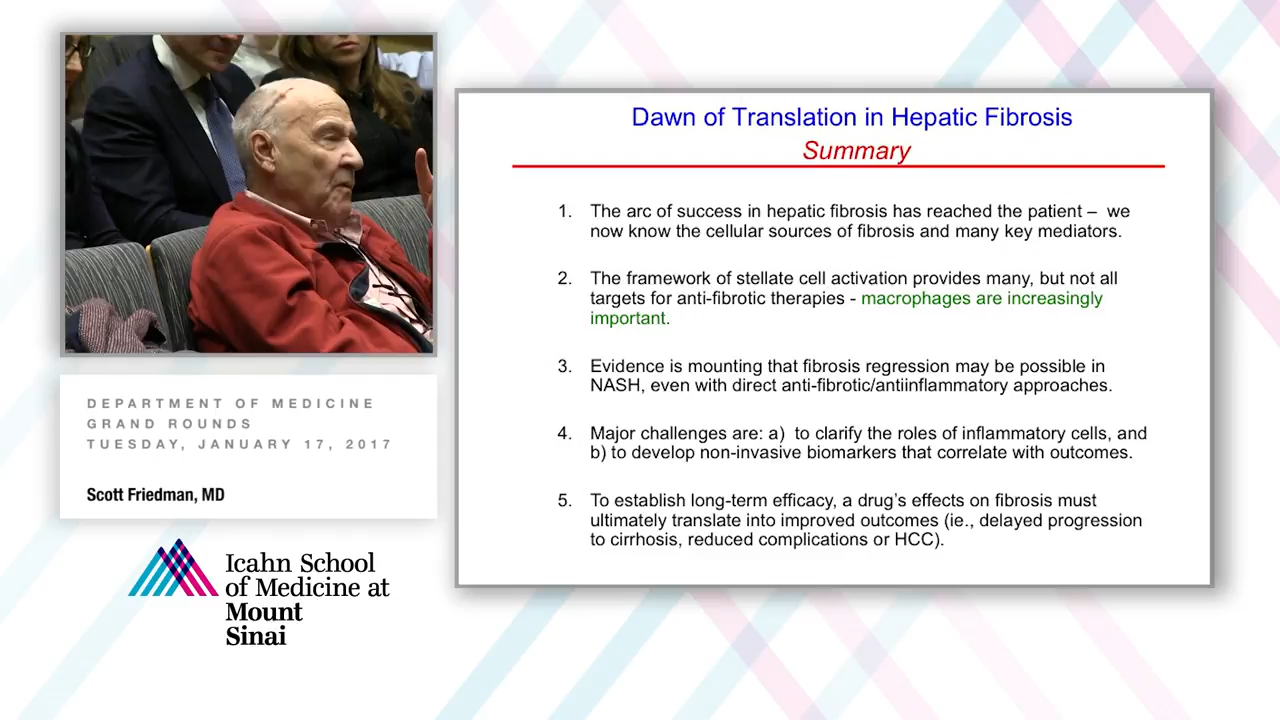 DEPARTMENT OF MEDICINE
GRAND ROUNDS
TUESDAY, JANUARY 17, 2017
Scott Friedman, MD
Icahn School
of Medicine at
Mount
Sinai
Dawn of Translation in Hepatic Fibrosis
Summary
1. The arc of success in hepatic fibrosis has reached the patient – we
now know the cellular sources of fibrosis and many key mediators.
2. The framework of stellate cell activation provides many, but not all
targets for anti-fibrotic therapies - macrophages are increasingly
important.
3. Evidence is mounting that fibrosis regression may be possible in
NASH, even with direct anti-fibrotic/antiinflammatory approaches.
4. Major challenges are: a) to clarify the roles of inflammatory cells, and
b) to develop non-invasive biomarkers that correlate with outcomes.
5. To establish long-term efficacy, a drug's effects on fibrosis must
ultimately translate into improved outcomes (ie., delayed progression
to cirrhosis, reduced complications or HCC).